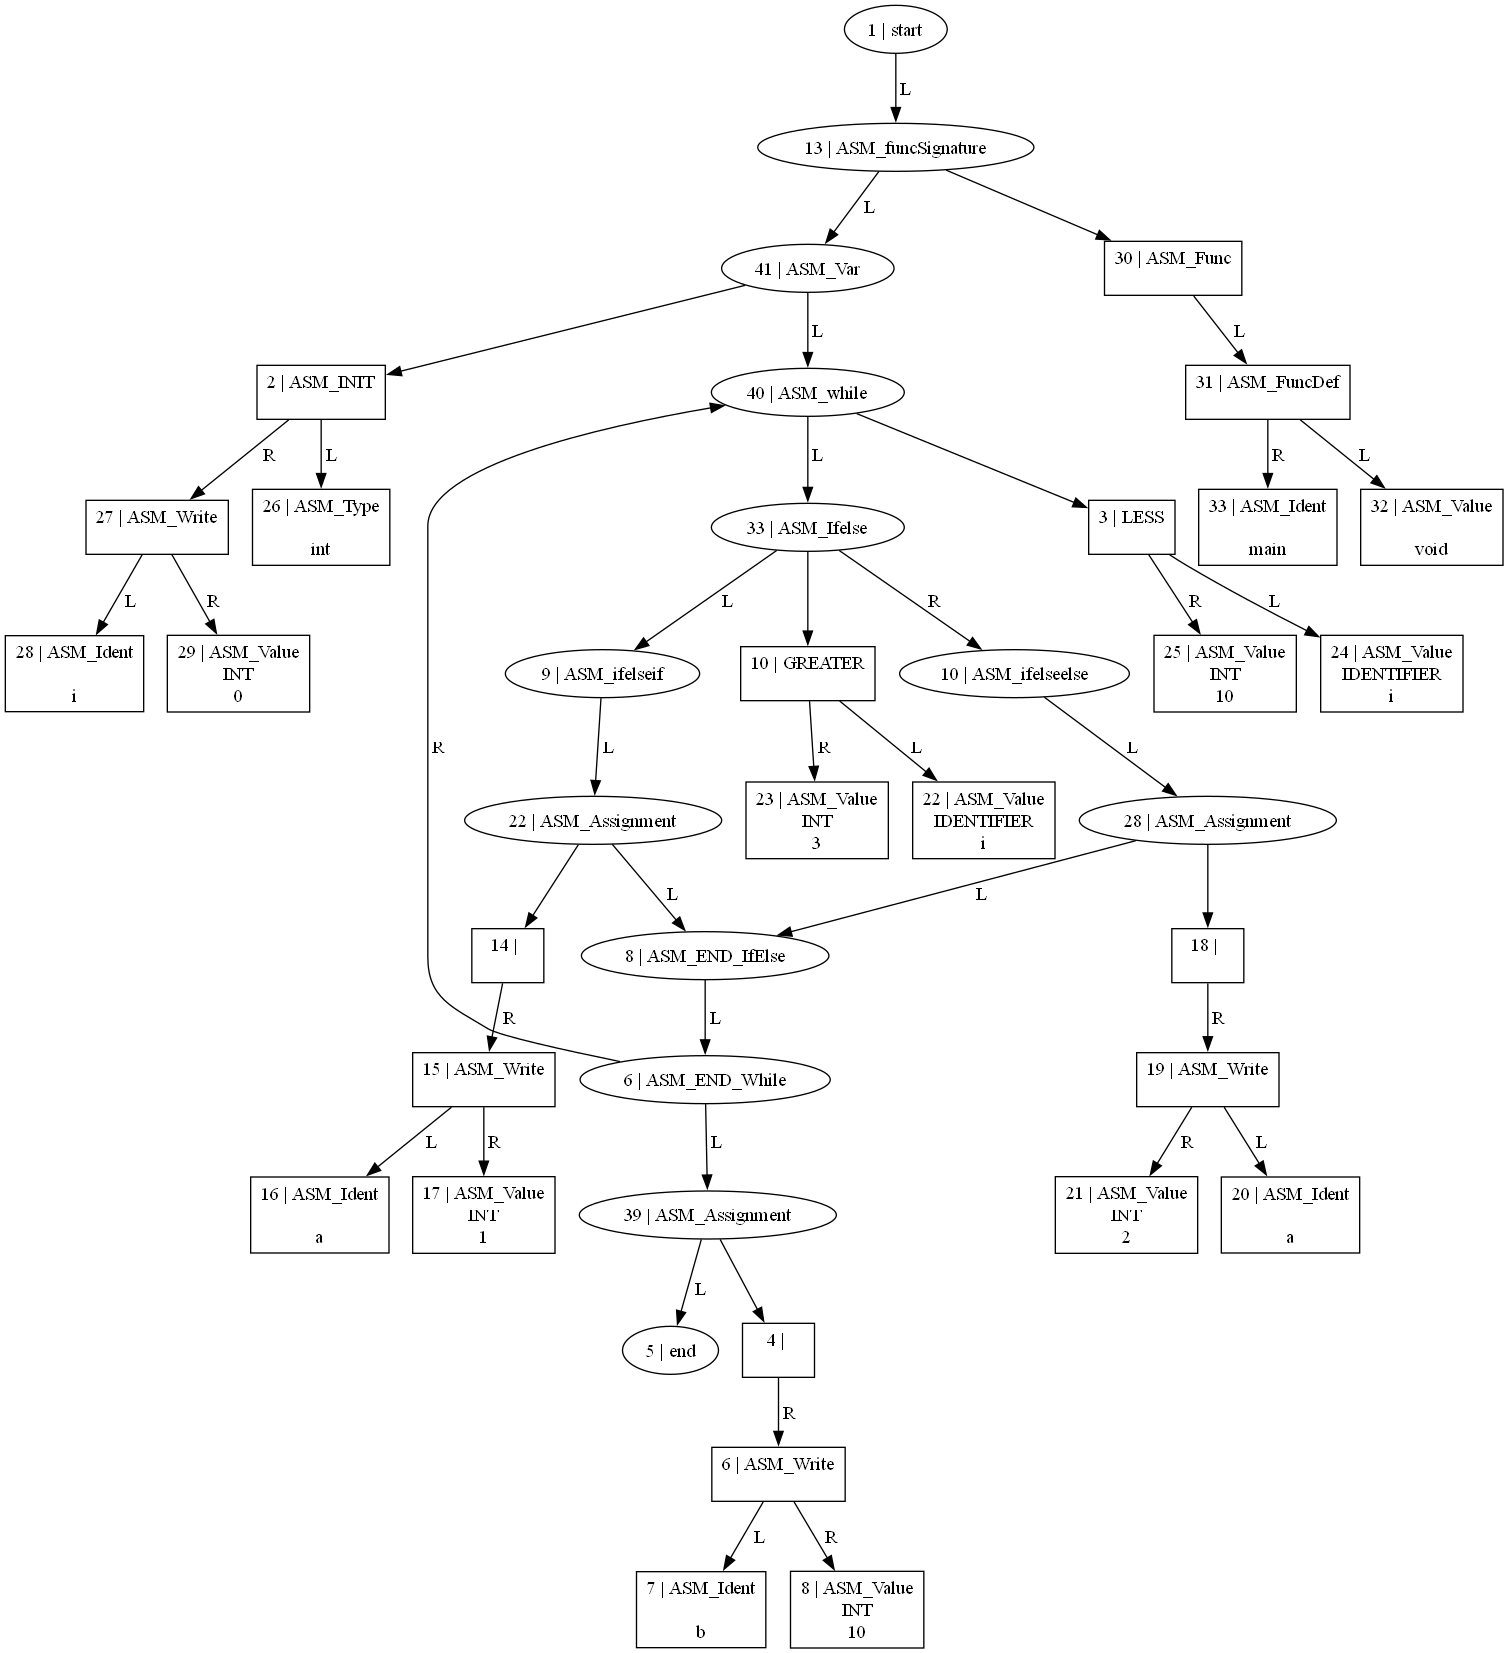 1 | start
L
13 | ASM_funcSignature
L
41 | ASM_Var
30 | ASM_Func
L
L
2 | ASM_INIT
40 | ASM_while
31 | ASM_FuncDef
R
L
L
R
L
27 | ASM_Write
26 | ASM_Type
int
33 | ASM_Ifelse
3 | LESS
33 | ASM_Ident
main
32 | ASM_Value
void
L
R
L
R
R
L
28 | ASM_Ident
i
29 | ASM_Value
INT
0
9 | ASM_ifelseif
10 | GREATER
10 | ASM_ifelseelse
25 | ASM_Value
INT
10
24 | ASM_Value
IDENTIFIER
i
R
L
R
L
L
22 | ASM_Assignment
23 | ASM_Value
INT
3
22 | ASM_Value
IDENTIFIER
i
28 | ASM_Assignment
L
L
14 |
8 | ASM_END_IfElse
18 |
R
L
R
15 | ASM_Write
6 | ASM_END_While
19 | ASM_Write
L
R
L
R
L
16 | ASM_Ident
a
17 | ASM_Value
INT
1
39 | ASM_Assignment
21 | ASM_Value
INT
2
20 | ASM_Ident
a
L
5 | end
4 |
R
6 | ASM_Write
L
R
7 | ASM_Ident
b
8 | ASM_Value
INT
10